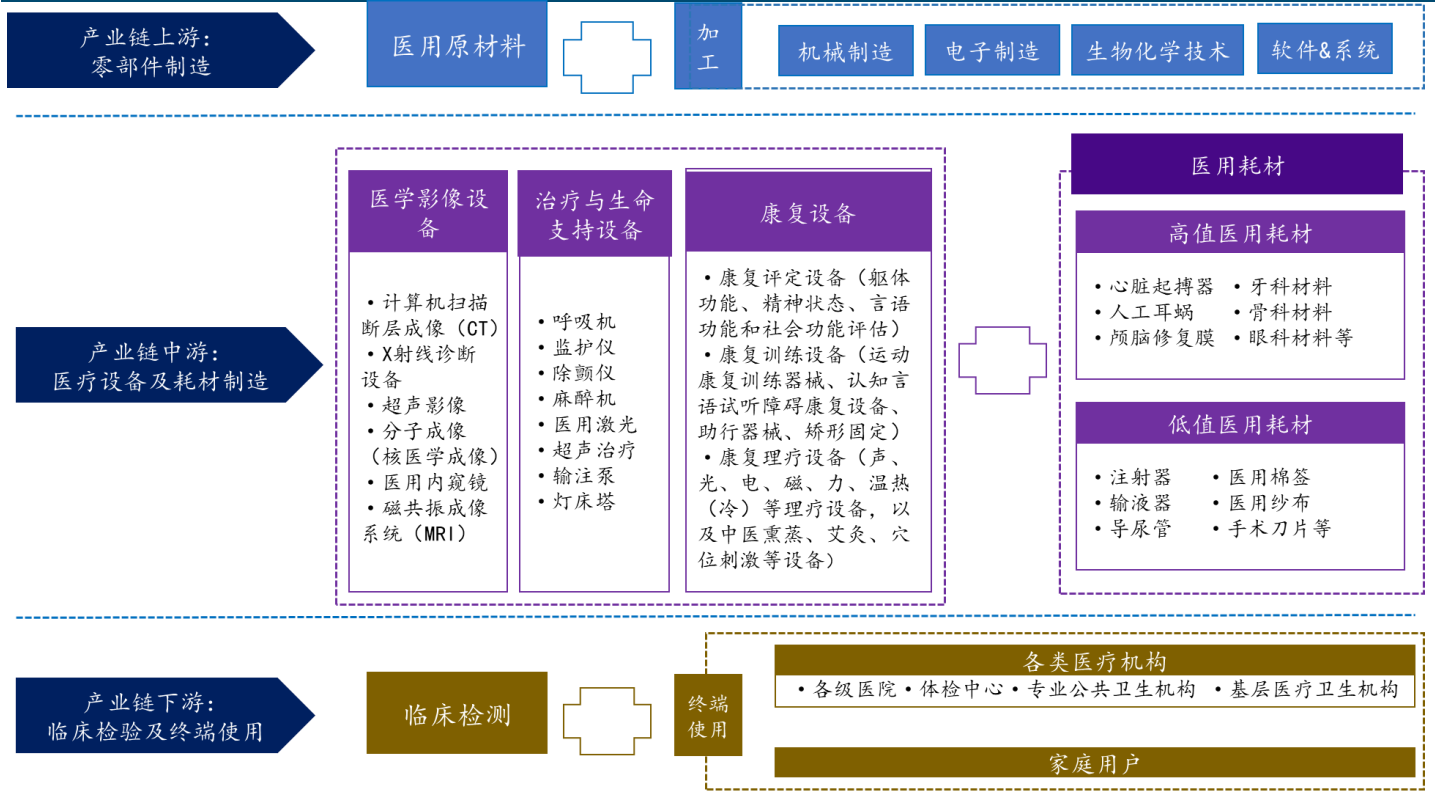 产业链上游：
零部件制造
医用原材料
加
工
机械制造
电子制造
生物化学技术
软件&系统
产业链中游：
医疗设备及耗材制造
医学影像设
备
•计算机扫描
断层成像（CT）
•X射线诊断
设备
•超声影像
•分子成像
（核医学成像）
•医用内窥镜
•磁共振成像
系统（MRI）
治疗与生命
支持设备
•呼吸机
•监护仪
•除颤仪
•麻醉机
•医用激光
•超声治疗
•输注泵
•灯床塔
康复设备
•康复评定设备（躯体
功能、精神状态、言语
功能和社会功能评估）
•康复训练设备（运动
康复训练器械、认知言
语试听障碍康复设备、
助行器械、矫形固定）
•康复理疗设备（声、
光、电、磁、力、温热
（冷）等理疗设备，以
及中医熏蒸、艾灸、穴
位刺激等设备）
医用耗材
高值医用耗材
•心脏起搏器 •牙科材料
•人工耳蜗 •骨科材料
•颅脑修复膜 •眼科材料等
低值医用耗材
•注射器 •医用棉签
•输液器 •医用纱布
•导尿管 •手术刀片等
产业链下游：
临床检验及终端使用
临床检测
终端
使用
各类医疗机构
•各级医院•体检中心•专业公共卫生机构 •基层医疗卫生机构
家庭用户